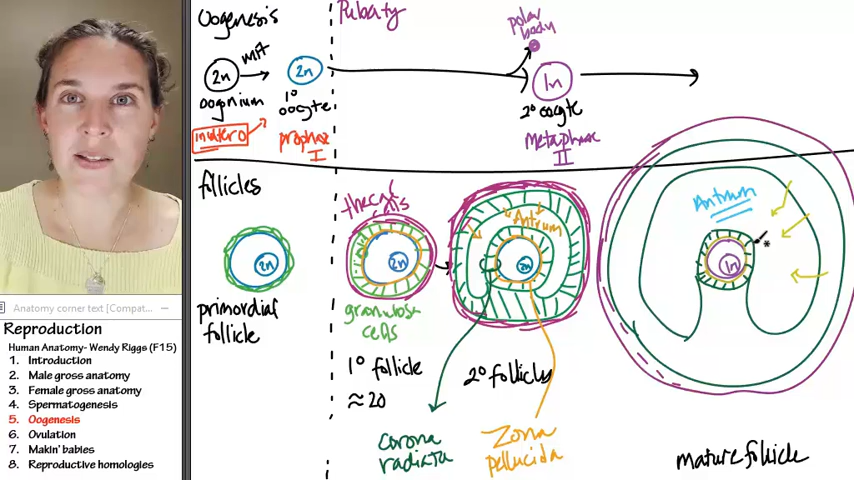 Oogenesis
Puberty
polar
body
2n
MIT
2n
1n
oogonium
1° oocyte
2° oocyte
in utero
prophase
I
metaphase
II
follicles
thecal
cells
Antrum
Antrum
2n
2n
2n
1n
*
primordial
follicle
granulosa
cells
1° follicle
≈ 20
2° follicles
corona
radiata
Zona
pellucida
mature follicle
Anatomy corner text [Compat...
Reproduction
Human Anatomy- Wendy Riggs (F15)
1. Introduction
2. Male gross anatomy
3. Female gross anatomy
4. Spermatogenesis
5. Oogenesis
6. Ovulation
7. Makin' babies
8. Reproductive homologies